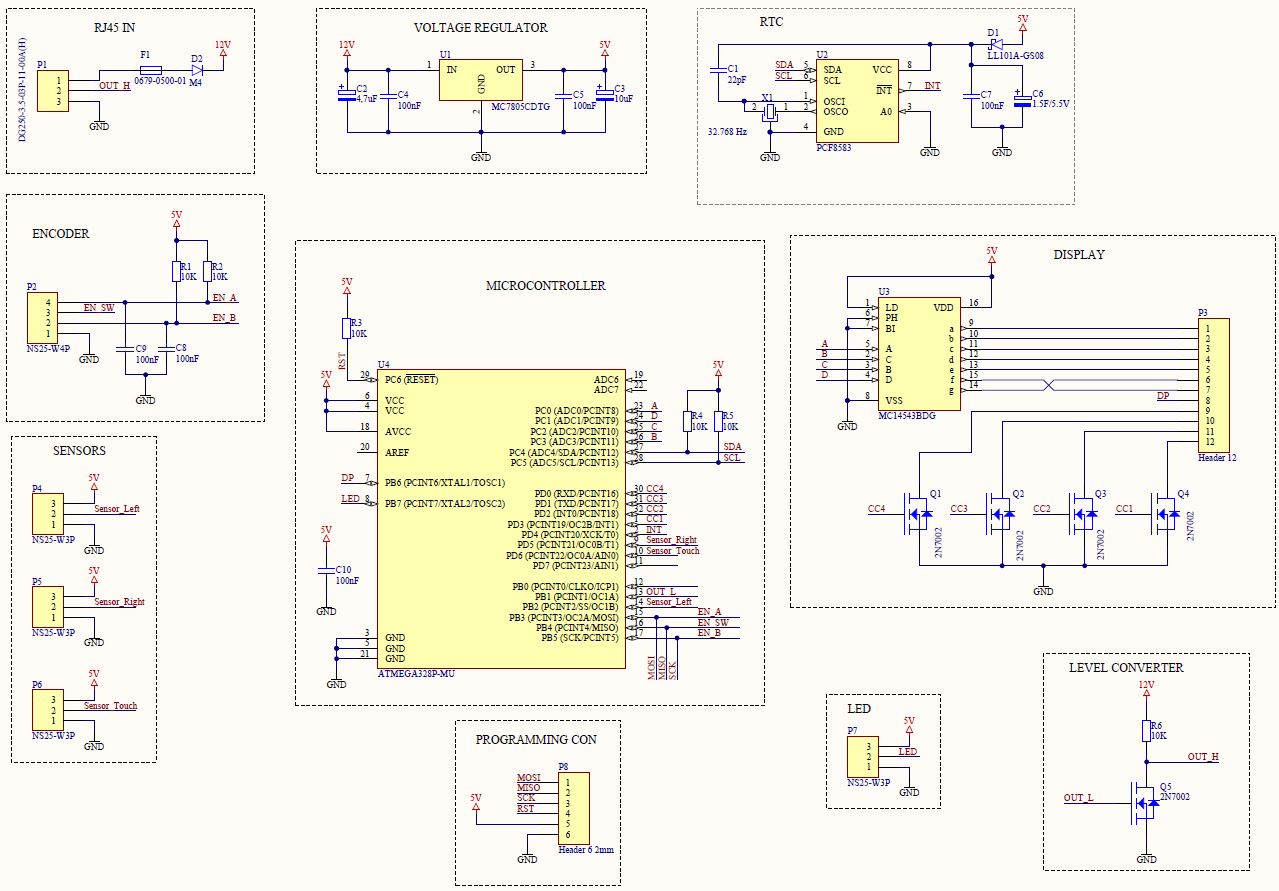 RJ45 IN
P1
1
2
3
DG250-3.5-03P-11-00A(H)
F1
0679-0500-01
D2
M4
12V
OUT_H
GND
VOLTAGE REGULATOR
12V
C2
4,7uF
C4
100nF
U1
1 IN OUT 3
GND
2
MC7805CDTG
5V
C5
100nF
C3
10uF
GND
RTC
C1
22pF
X1
2 1
32.768 Hz
GND
U2
SDA 5 SDA VCC 8
SCL 6 SCL
INT 7 INT
1 OSCI
2 OSCO A0 3
4 GND
PCF8583
GND
D1
LL101A-GS08
5V
C7
100nF
C6
1.5F/5.5V
GND
ENCODER
5V
R1
10K
R2
10K
P2
4
3
2
1
NS25-W4P
EN_A
EN_SW
EN_B
GND
C9
100nF
C8
100nF
GND
MICROCONTROLLER
5V
R3
10K
RST
5V
U4
29 PC6 (RESET)
6 VCC
4 VCC
18 AVCC
20 AREF
DP 7 PB6 (PCINT6/XTAL1/TOSC1)
LED 8 PB7 (PCINT7/XTAL2/TOSC2)
5V
C10
100nF
GND
3 GND
5 GND
21 GND
GND
ATMEGA328P-MU
ADC6 19
ADC7 22
PC0 (ADC0/PCINT8) 23 A
PC1 (ADC1/PCINT9) 24 D
PC2 (ADC2/PCINT10) 25 C
PC3 (ADC3/PCINT11) 26 B
PC4 (ADC4/SDA/PCINT12) 27 SDA
PC5 (ADC5/SCL/PCINT13) 28 SCL
PD0 (RXD/PCINT16) 30 CC4
PD1 (TXD/PCINT17) 31 CC3
PD2 (INT0/PCINT18) 32 CC2
PD3 (PCINT19/OC2B/INT1) CC1
PD4 (PCINT20/XCK/T0) INT
PD5 (PCINT21/OC0B/T1) 9 Sensor_Right
PD6 (PCINT22/OC0A/AIN0) 10 Sensor_Touch
PD7 (PCINT23/AIN1) 11
PB0 (PCINT0/CLKO/ICP1) 12
PB1 (PCINT1/OC1A) 13 OUT_L
PB2 (PCINT2/SS/OC1B) 14 Sensor_Left
PB3 (PCINT3/OC2A/MOSI) 15 EN_A
PB4 (PCINT4/MISO) 16 EN_SW
PB5 (SCK/PCINT5) 17 EN_B
MOSI
MISO
SCK
5V
R4
10K
R5
10K
DISPLAY
5V
U3
1 LD VDD 16
6 PH
7 BI
A 5 A
B 2 C
C 3 B
D 4 D
8 VSS
a 9
b 10
c 11
d 12
e 13
f 15
g 14
MC14543BDG
GND
P3
1
2
3
4
5
6
7
DP 8
9
10
11
12
Header 12
CC4
Q1
2N7002
CC3
Q2
2N7002
CC2
Q3
2N7002
CC1
Q4
2N7002
GND
SENSORS
P4
5V
3
2 Sensor_Left
1
NS25-W3P
GND
P5
5V
3
2 Sensor_Right
1
NS25-W3P
GND
P6
5V
3
2 Sensor_Touch
1
NS25-W3P
GND
PROGRAMMING CON
P8
MOSI 1
MISO 2
SCK 3
RST 4
5V
5
6
GND
Header 6 2mm
LED
P7
5V
3
2 LED
1
NS25-W3P
GND
LEVEL CONVERTER
12V
R6
10K
OUT_H
OUT_L
Q5
2N7002
GND